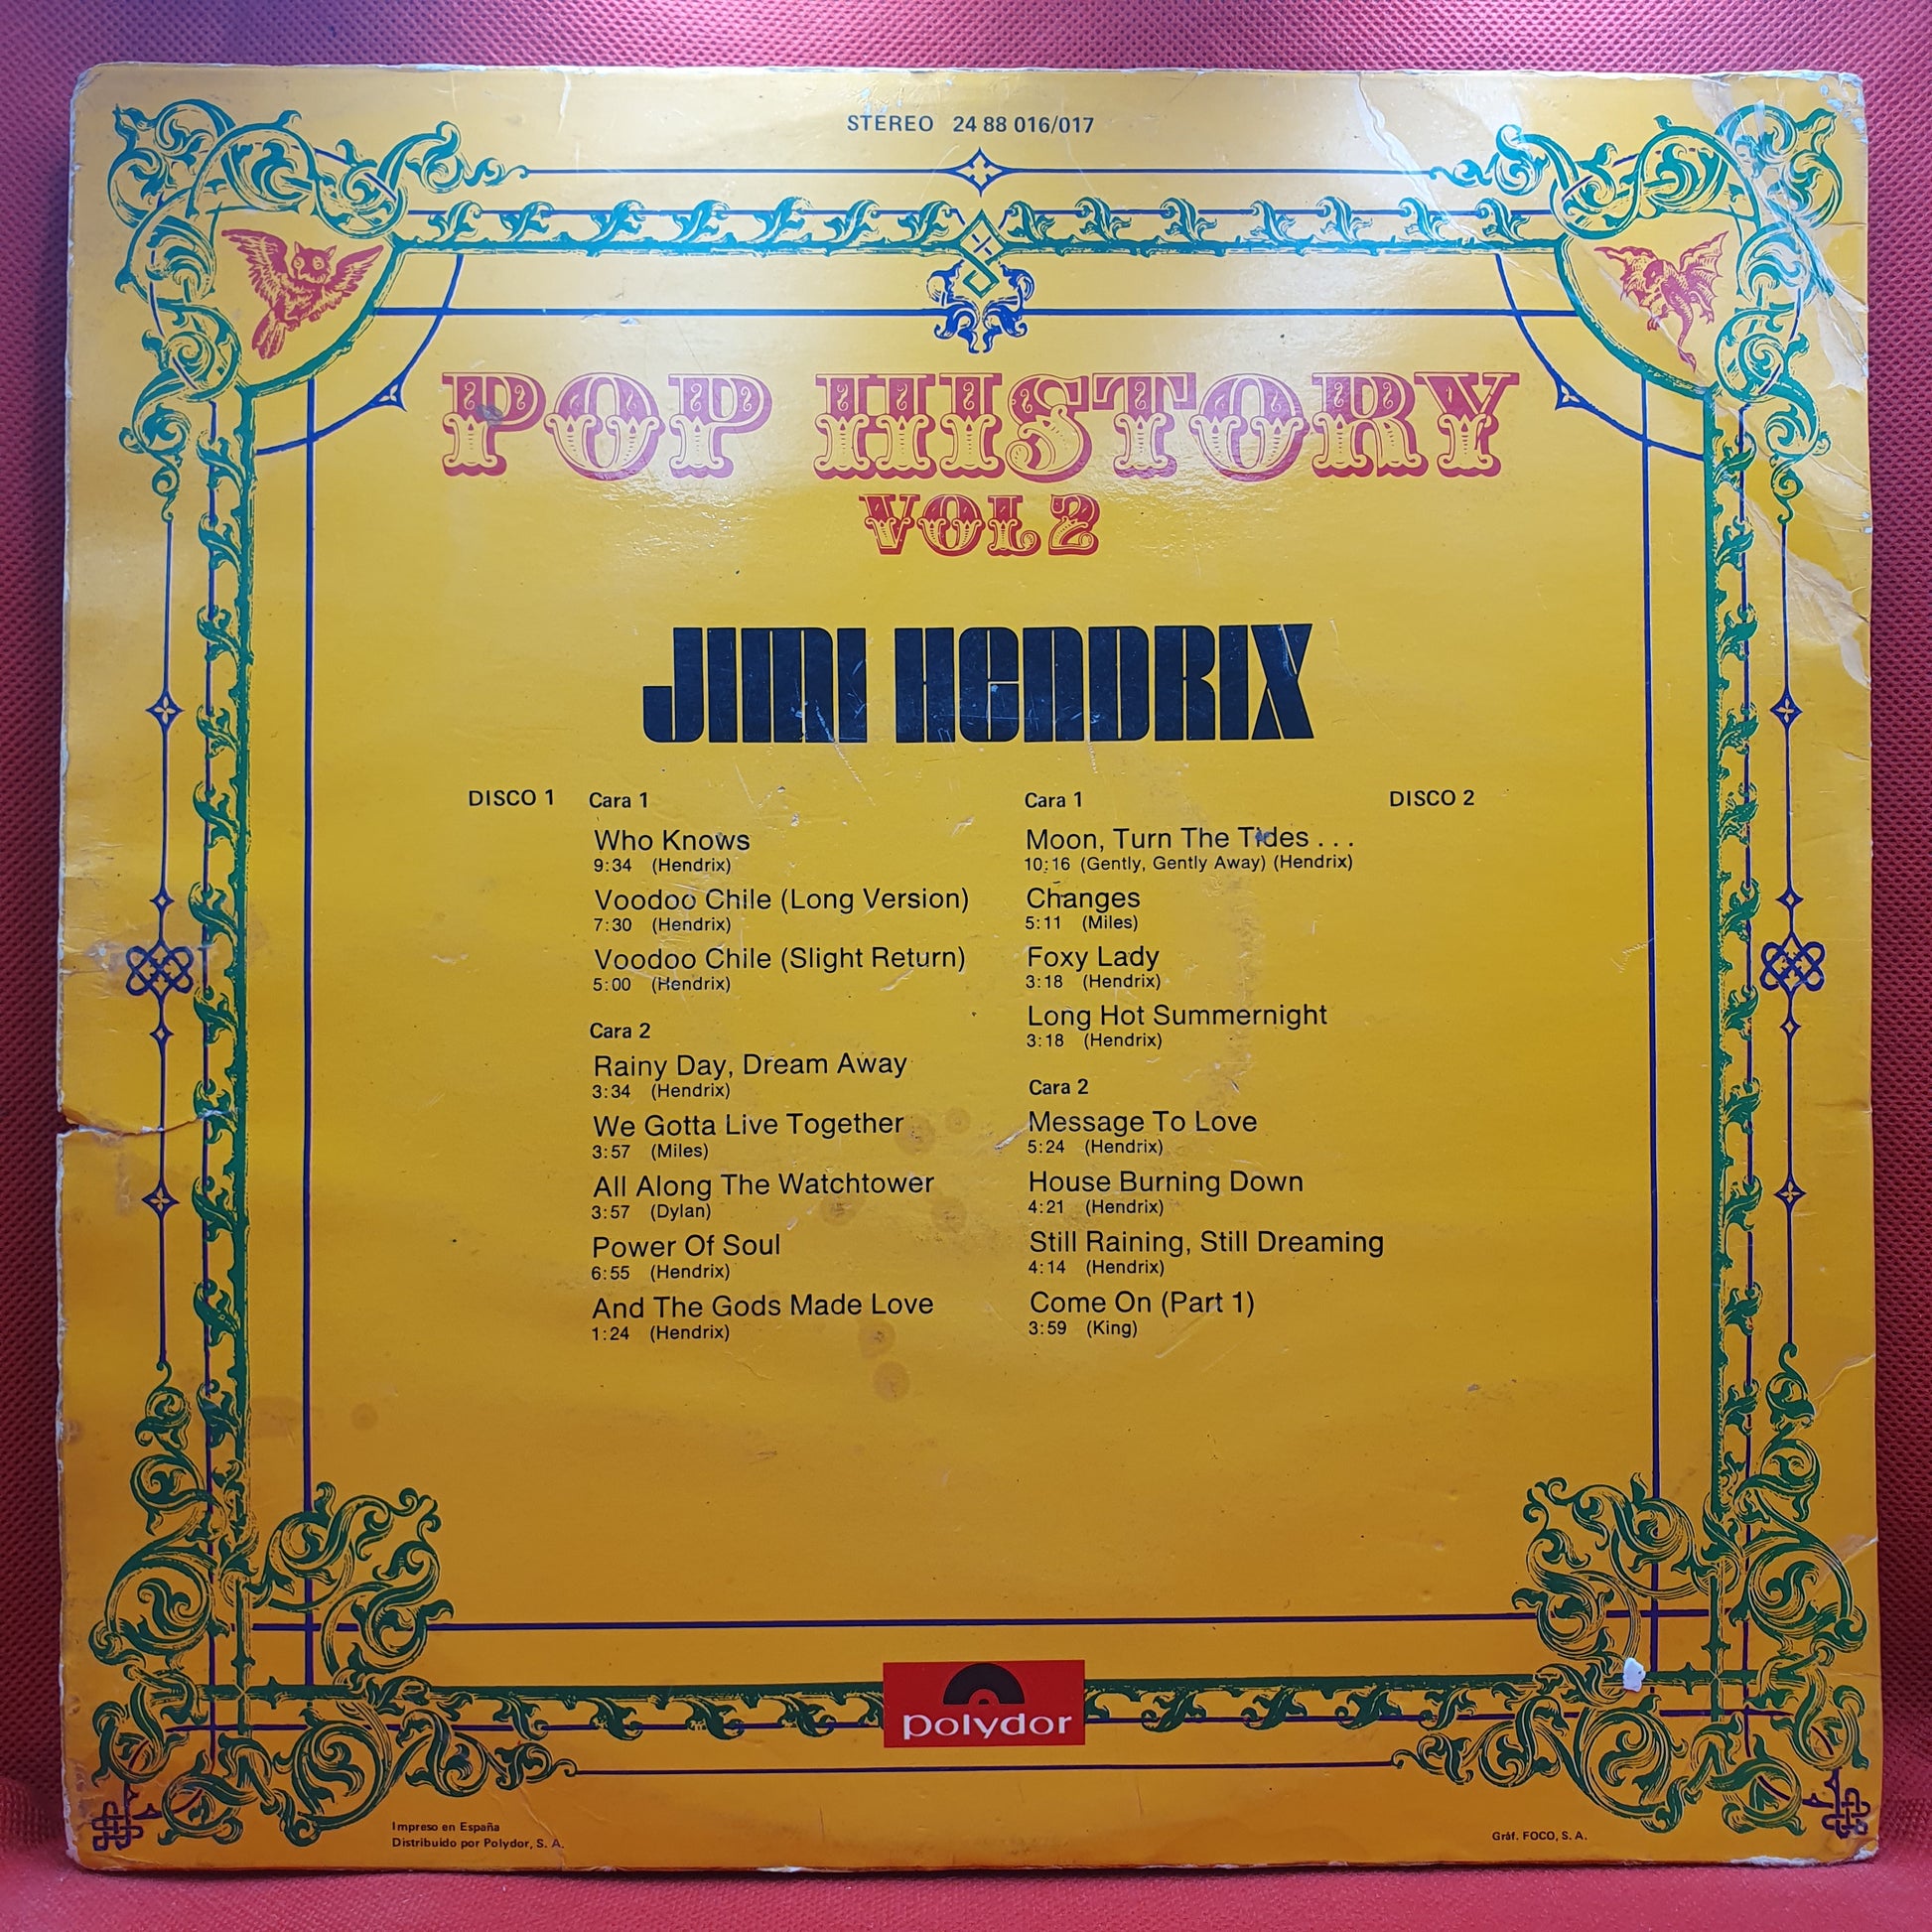 STEREO 24 88 016/017
POP HISTORY
VOL 2
JIMI HENDRIX
DISCO 1
Cara 1
Who Knows
9:34 (Hendrix)
Voodoo Chile (Long Version)
7:30 (Hendrix)
Voodoo Chile (Slight Return)
5:00 (Hendrix)
Cara 2
Rainy Day, Dream Away
3:34 (Hendrix)
We Gotta Live Together
3:57 (Miles)
All Along The Watchtower
3:57 (Dylan)
Power Of Soul
6:55 (Hendrix)
And The Gods Made Love
1:24 (Hendrix)
DISCO 2
Cara 1
Moon, Turn The Tides . . .
10:16 (Gently, Gently Away) (Hendrix)
Changes
5:11 (Miles)
Foxy Lady
3:18 (Hendrix)
Long Hot Summernight
3:18 (Hendrix)
Cara 2
Message To Love
5:24 (Hendrix)
House Burning Down
4:21 (Hendrix)
Still Raining, Still Dreaming
4:14 (Hendrix)
Come On (Part 1)
3:59 (King)
polydor
Impreso en España
Distribuido por Polydor, S. A.
Gráf. FOCO, S. A.